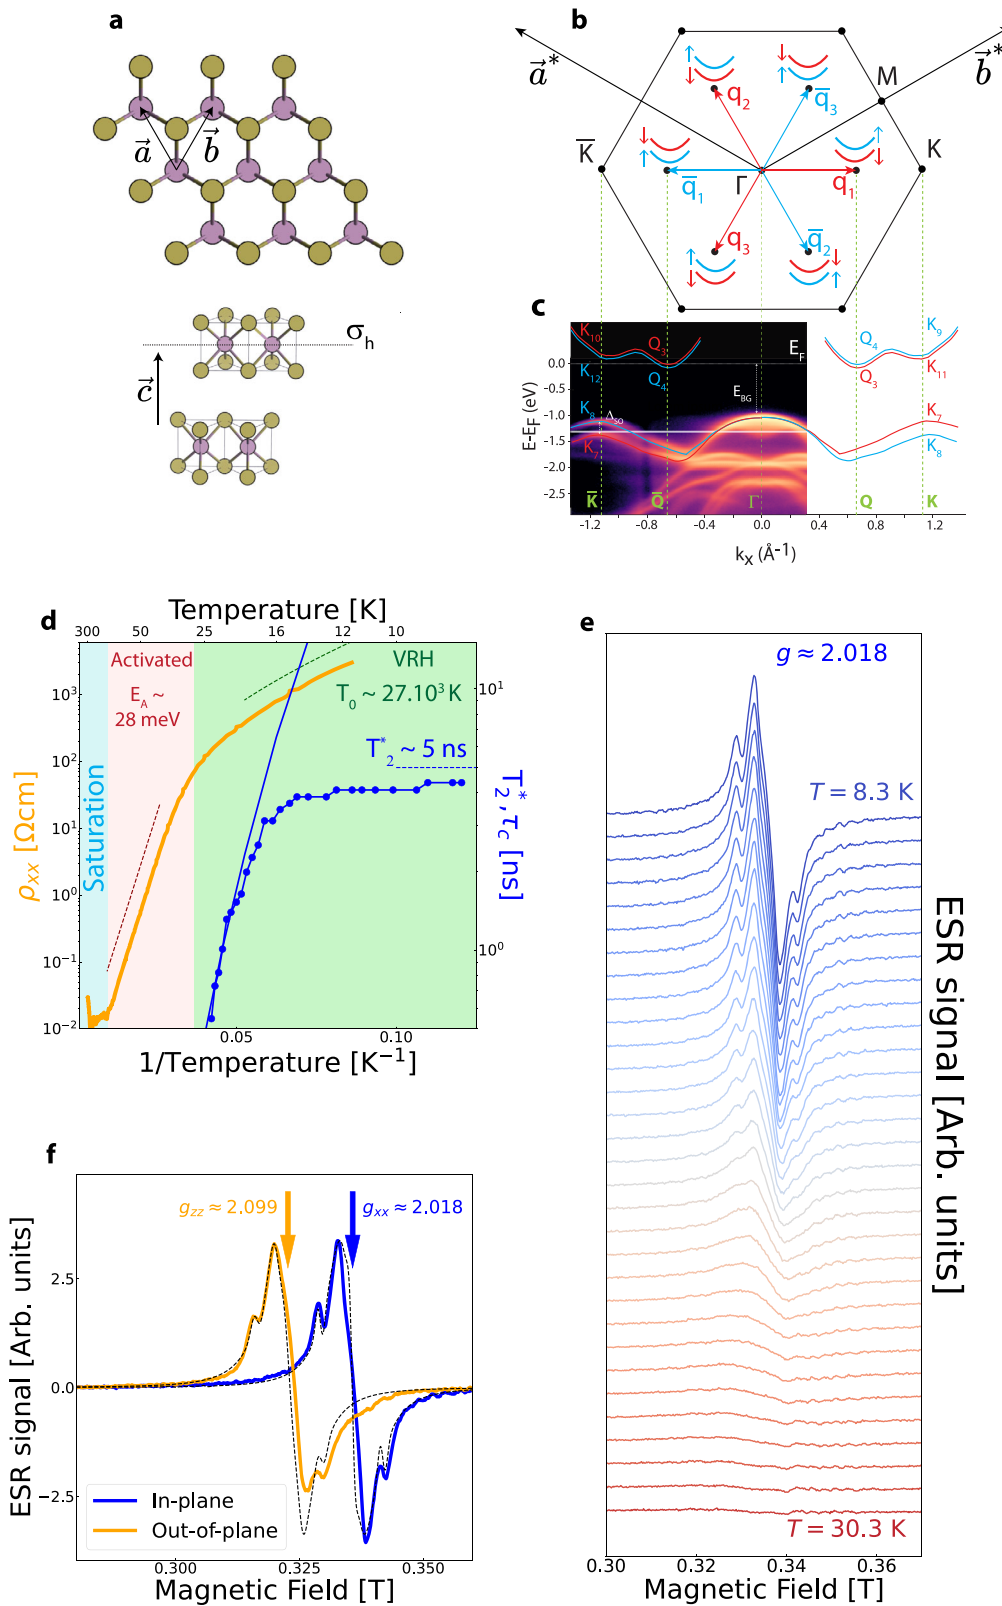 a
a⃗
b⃗
σh
c⃗
b
a⃗*
b⃗*
M
K
K̅
Γ
↑
↓
q2
↓
↑
q̅3
↓
↑
q̅1
↑
↓
q1
↑
↓
q3
↓
↑
q̅2
c
K10
K12
K8
K7
Q3
Q4
EF
EBG
ΔSO
Q4
Q3
K9
K11
K7
K8
E-EF (eV)
0.0
-0.5
-1.0
-1.5
-2.0
-2.5
K̅
Q̅
Γ
Q
K
-1.2
-0.8
-0.4
0.0
0.4
0.8
1.2
kx (Å-1)
d
Temperature [K]
300
50
25
16
12
10
Saturation
Activated
EA ~
28 meV
VRH
T0 ~ 27.10³ K
T*2 ~ 5 ns
ρxx [Ωcm]
10³
10²
10¹
10⁰
10⁻¹
10⁻²
T*2, τc [ns]
10¹
10⁰
0.05
0.10
1/Temperature [K⁻¹]
e
g ≈ 2.018
T = 8.3 K
T = 30.3 K
ESR signal [Arb. units]
0.30
0.32
0.34
0.36
Magnetic Field [T]
f
gzz ≈ 2.099
gxx ≈ 2.018
ESR signal [Arb. units]
2.5
0.0
−2.5
In-plane
Out-of-plane
0.300
0.325
0.350
Magnetic Field [T]